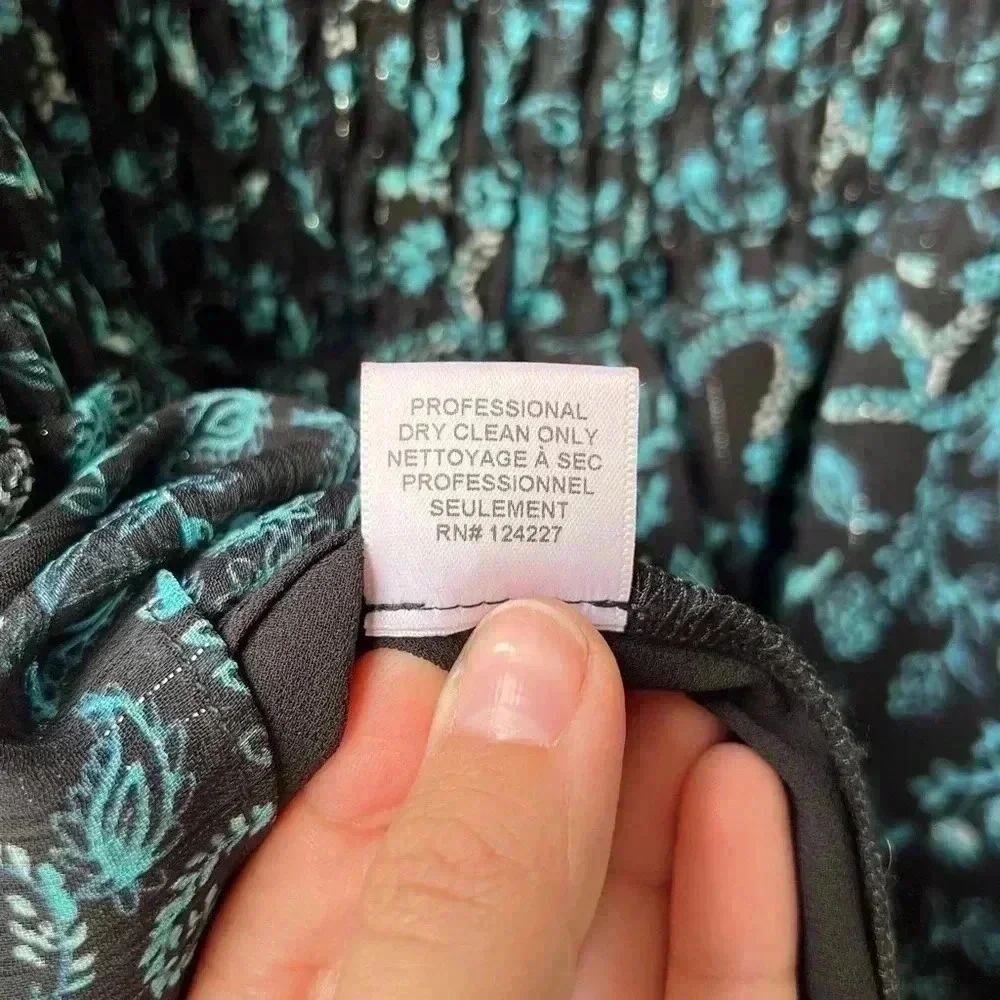 PROFESSIONAL
DRY CLEAN ONLY
NETTOYAGE À SEC
PROFESSIONNEL
SEULEMENT
RN# 124227